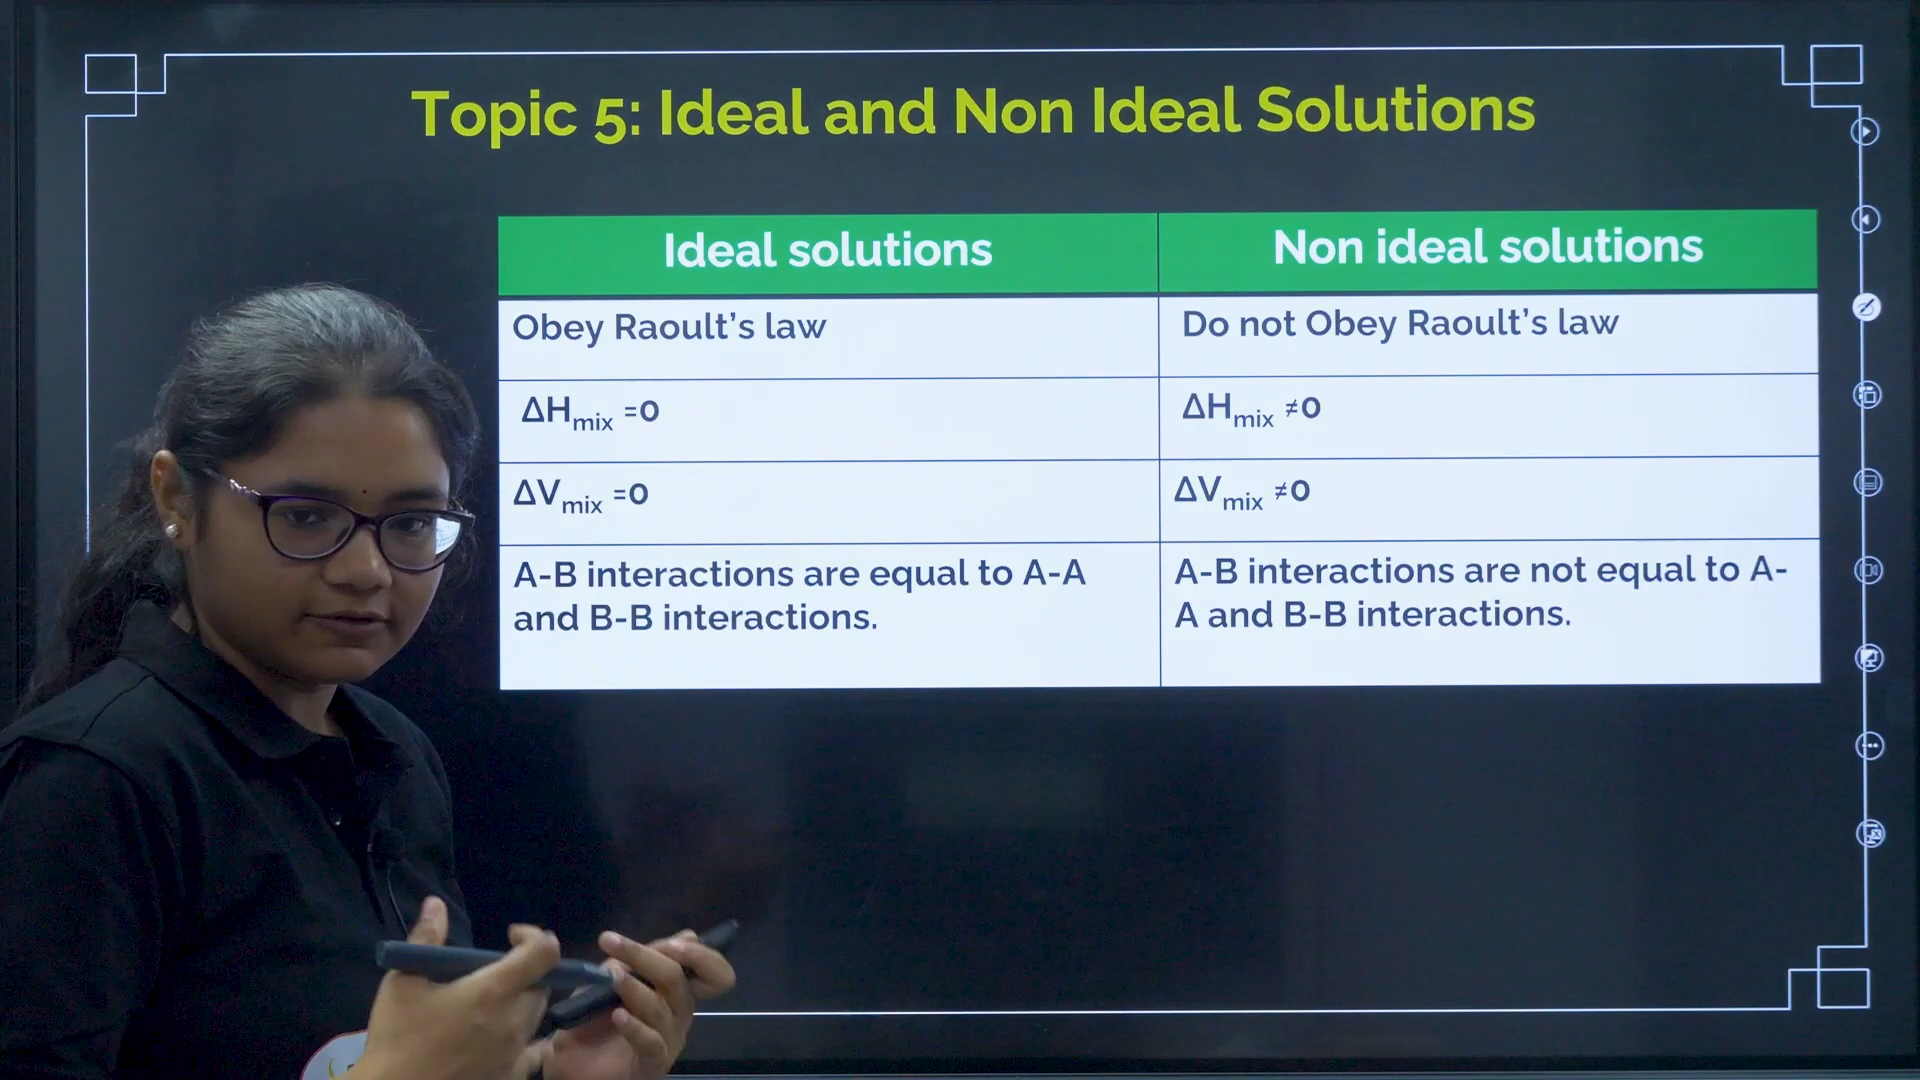 Topic 5: Ideal and Non Ideal Solutions
Ideal solutions
Non ideal solutions
Obey Raoult's law
Do not Obey Raoult's law
ΔHmix =0
ΔHmix ≠0
ΔVmix =0
ΔVmix ≠0
A-B interactions are equal to A-A
and B-B interactions.
A-B interactions are not equal to A-
A and B-B interactions.